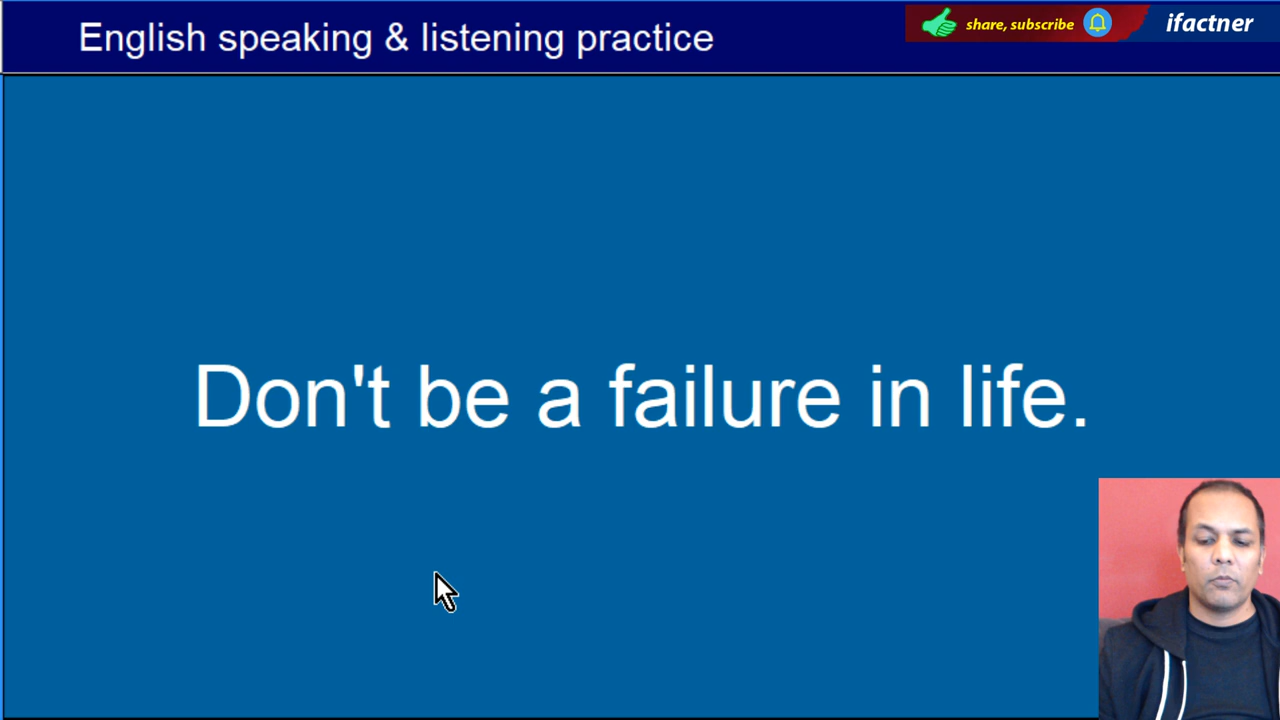 English speaking & listening practice
share, subscribe
ifactner
Don't be a failure in life.